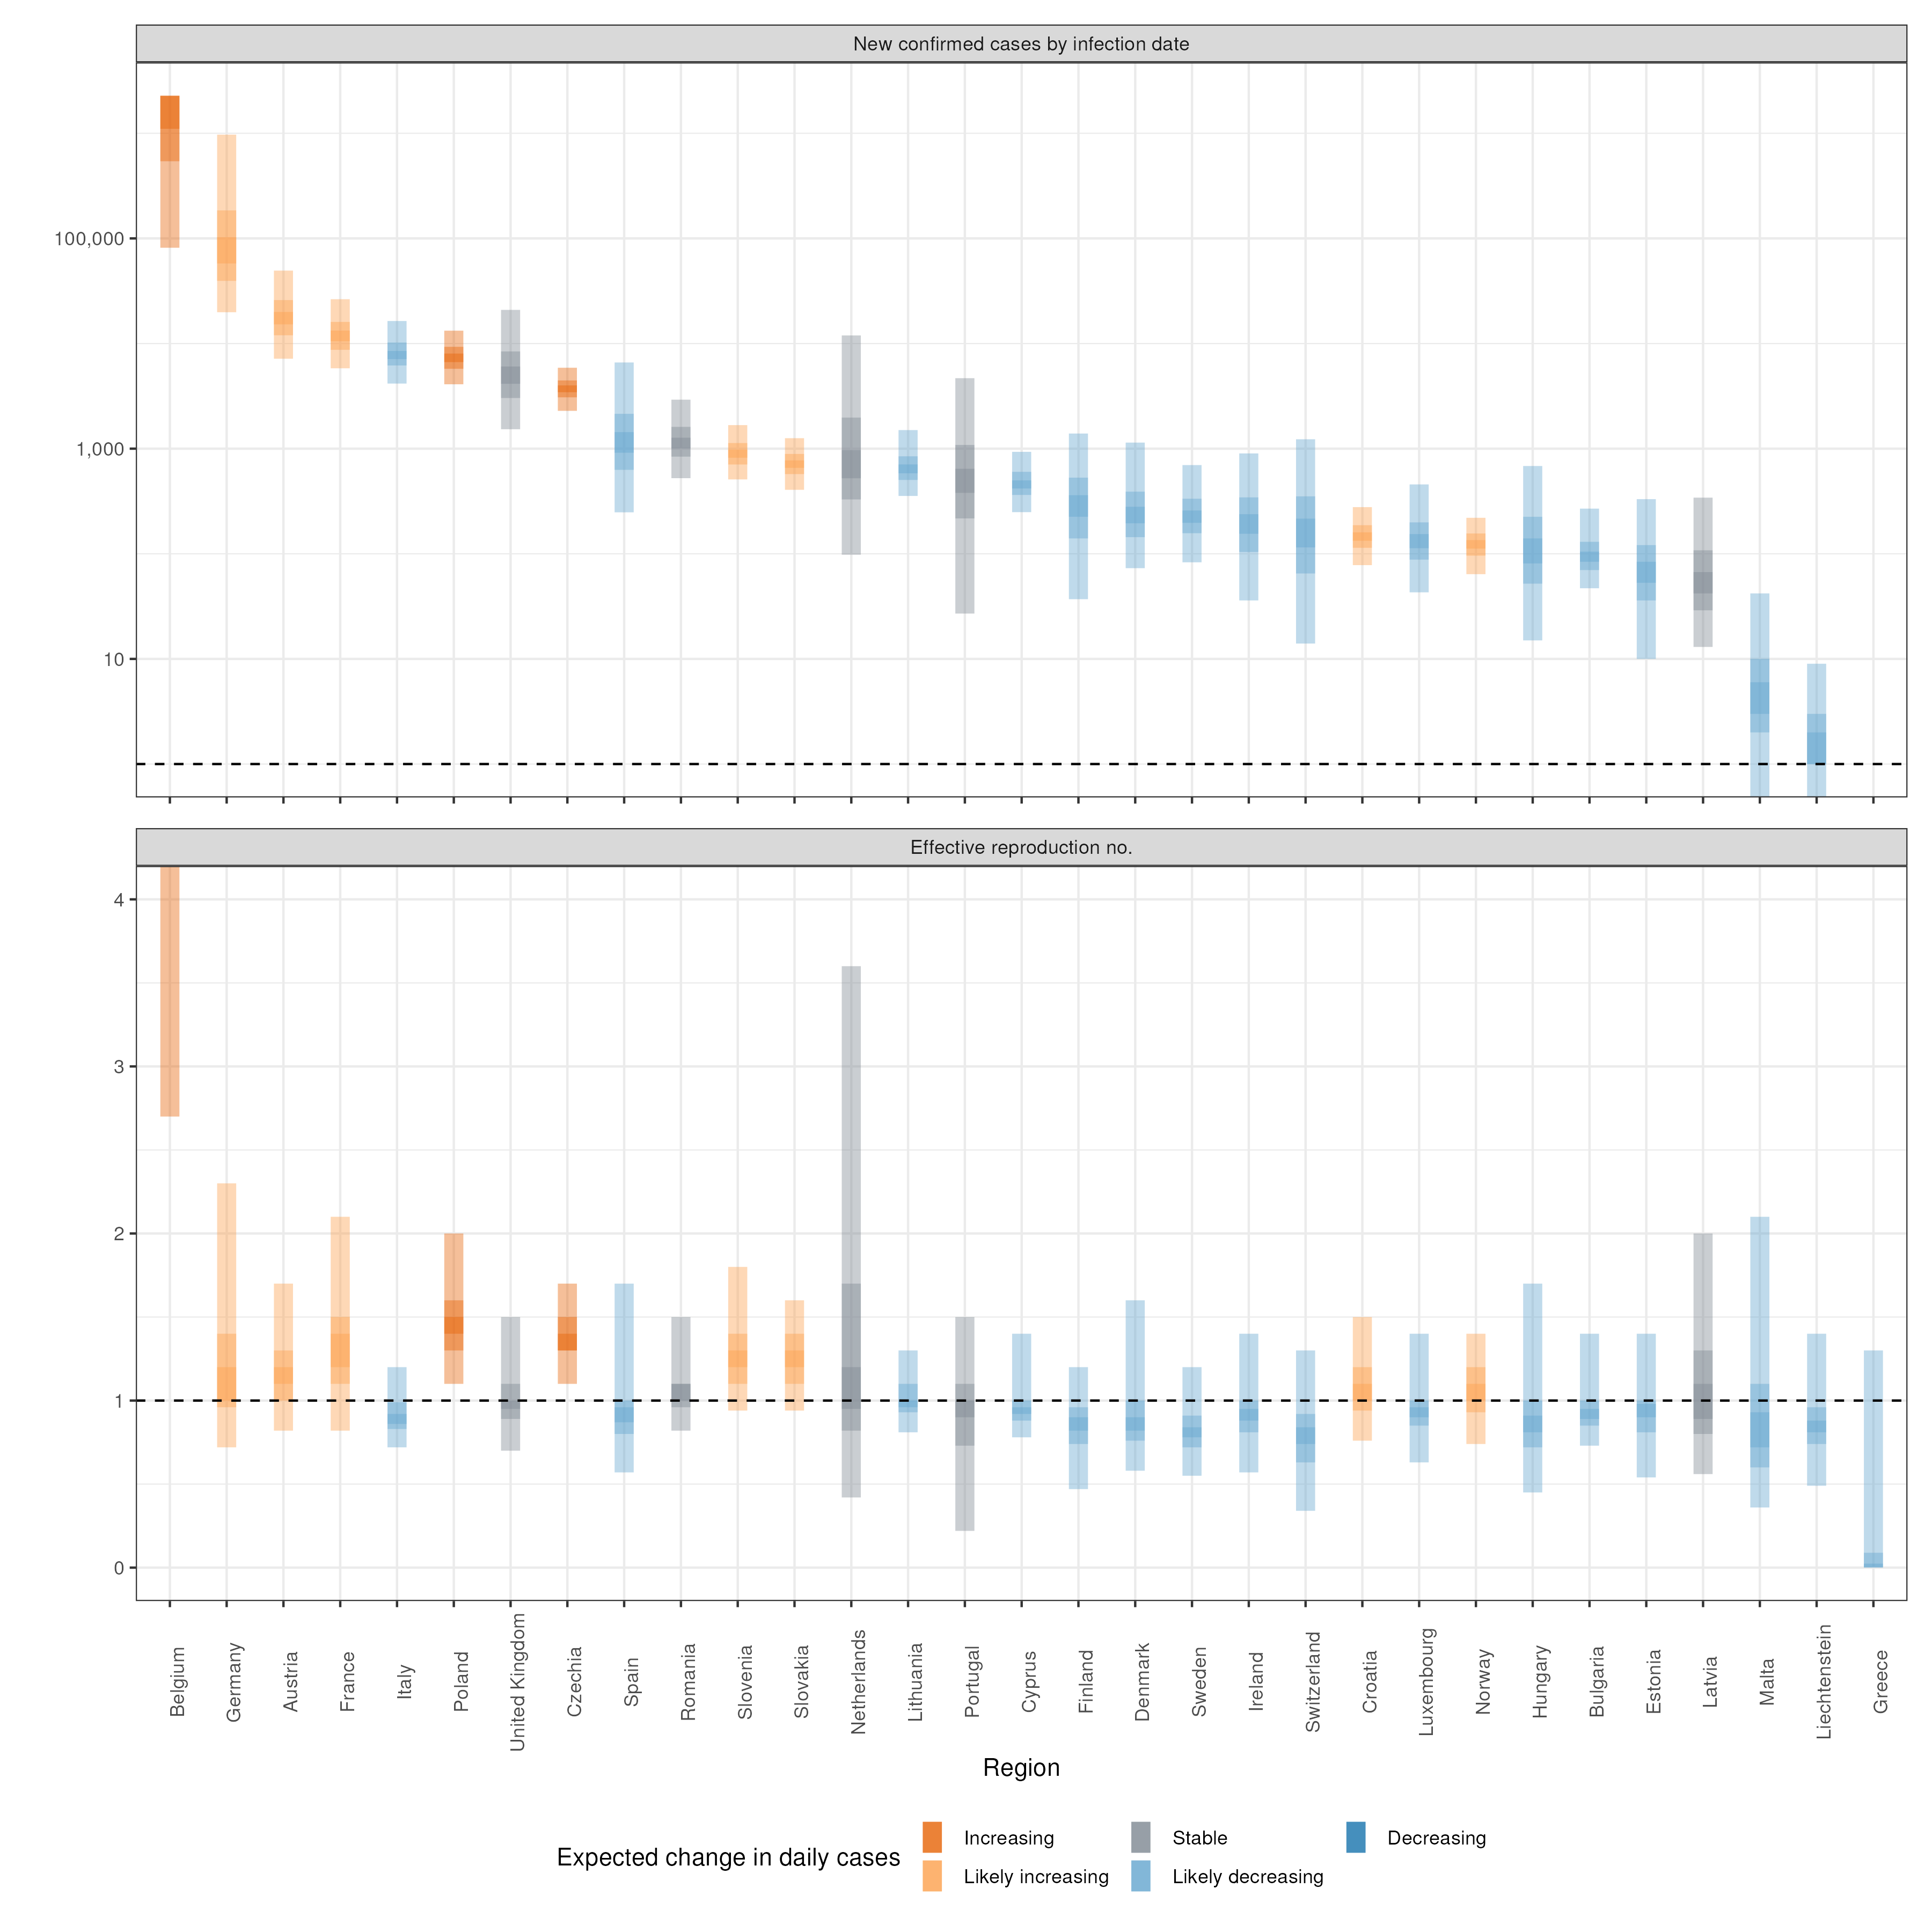 New confirmed cases by infection date
100,000
1,000
10
Effective reproduction no.
4
3
2
1
0
Belgium
Germany
Austria
France
Italy
Poland
United Kingdom
Czechia
Spain
Romania
Slovenia
Slovakia
Netherlands
Lithuania
Portugal
Cyprus
Finland
Denmark
Sweden
Ireland
Switzerland
Croatia
Luxembourg
Norway
Hungary
Bulgaria
Estonia
Latvia
Malta
Liechtenstein
Greece
Region
Expected change in daily cases
Increasing
Likely increasing
Stable
Likely decreasing
Decreasing